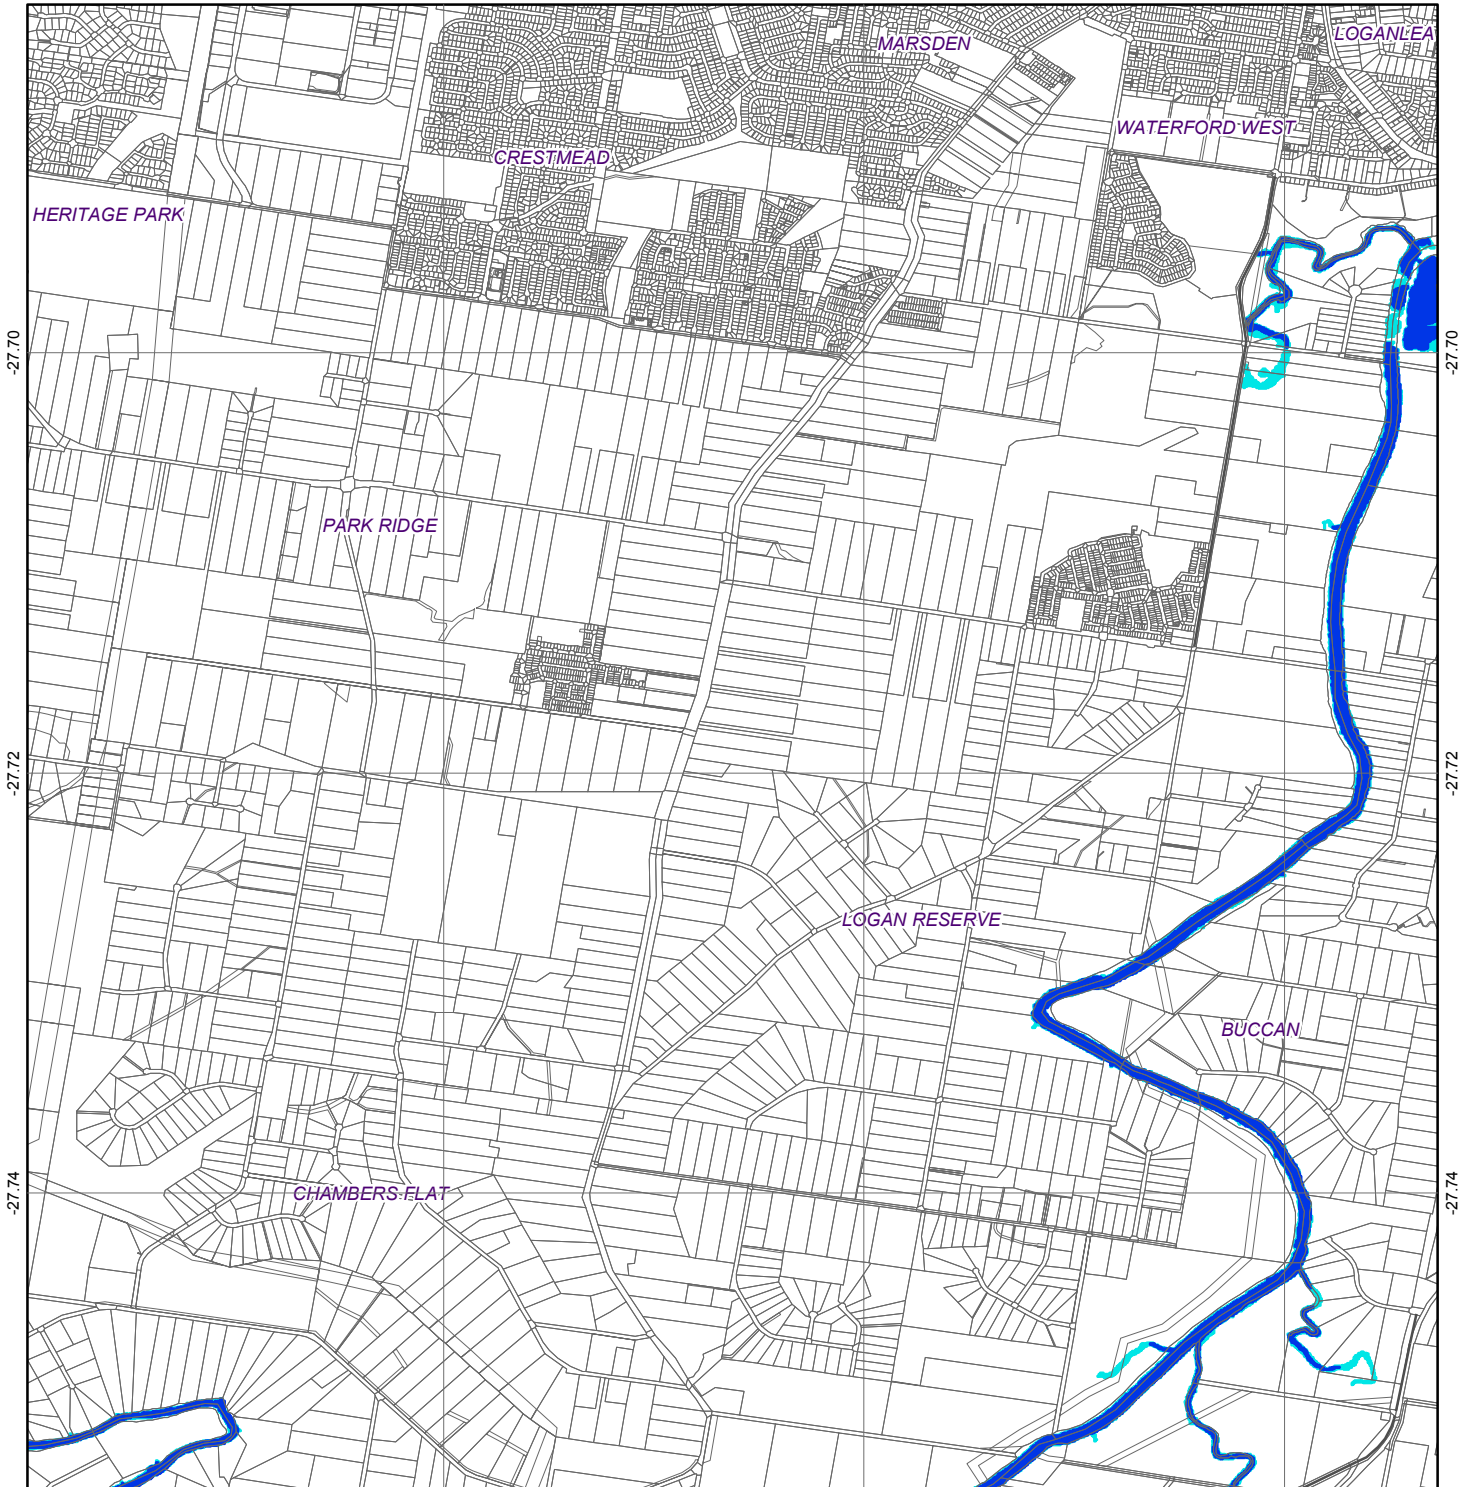 MARSDEN
LOGANLEA
WATERFORD WEST
CRESTMEAD
HERITAGE PARK
-27.70
-27.70
PARK RIDGE
-27.72
-27.72
LOGAN RESERVE
BUCCAN
-27.74
-27.74
CHAMBERS FLAT